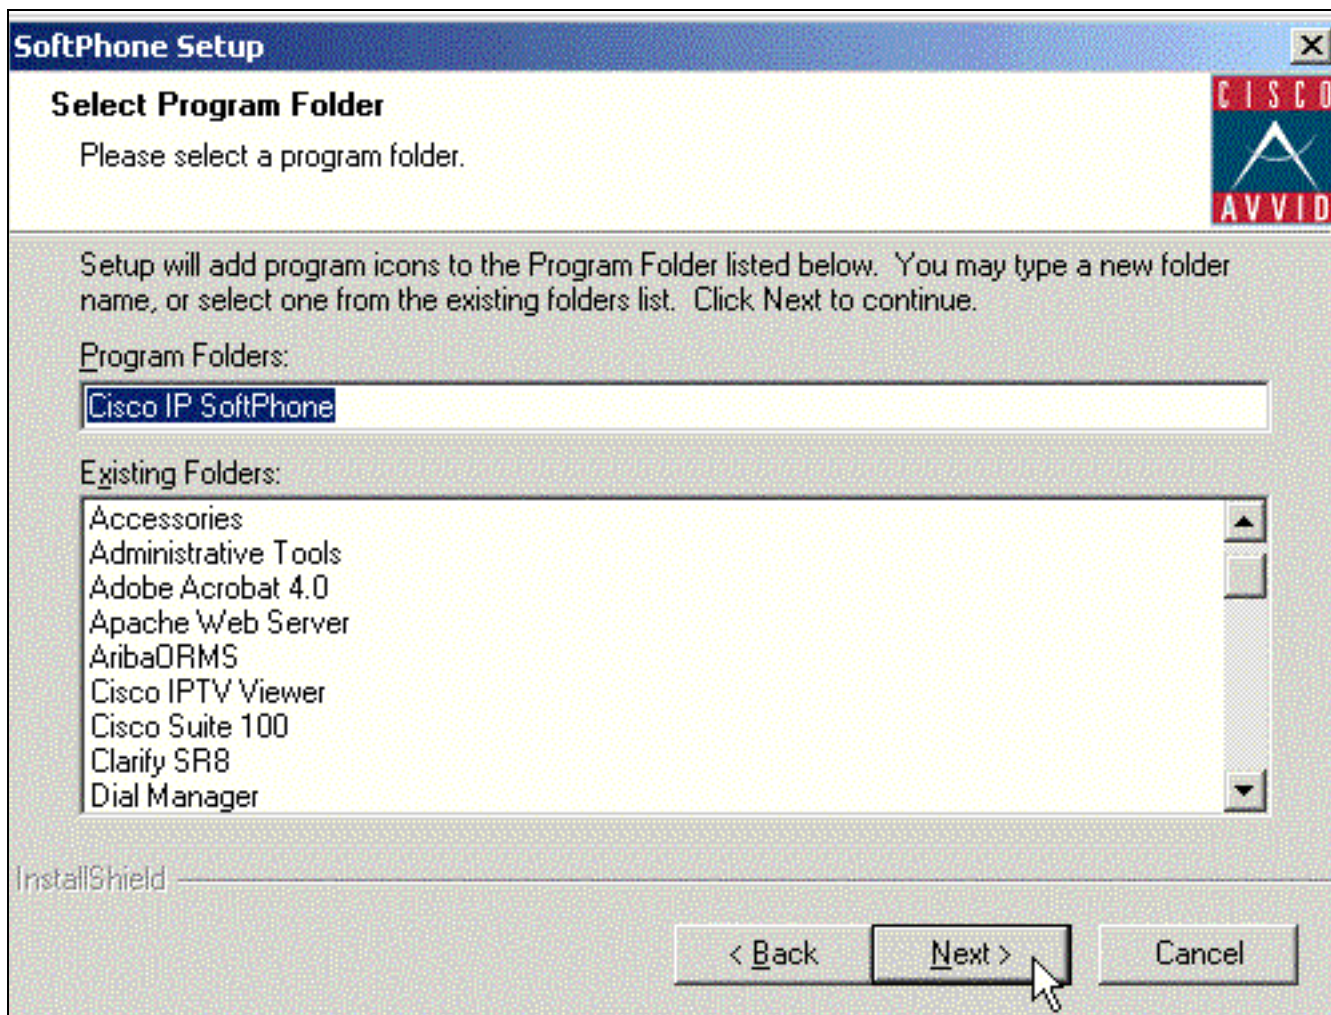 SoftPhone Setup
Select Program Folder
Please select a program folder.
CISCO
AVVID
Setup will add program icons to the Program Folder listed below. You may type a new folder
name, or select one from the existing folders list. Click Next to continue.
Program Folders:
Cisco IP SoftPhone
Existing Folders:
Accessories
Administrative Tools
Adobe Acrobat 4.0
Apache Web Server
AribaORMS
Cisco IPTV Viewer
Cisco Suite 100
Clarify SR8
Dial Manager
InstallShield
< Back
Next >
Cancel